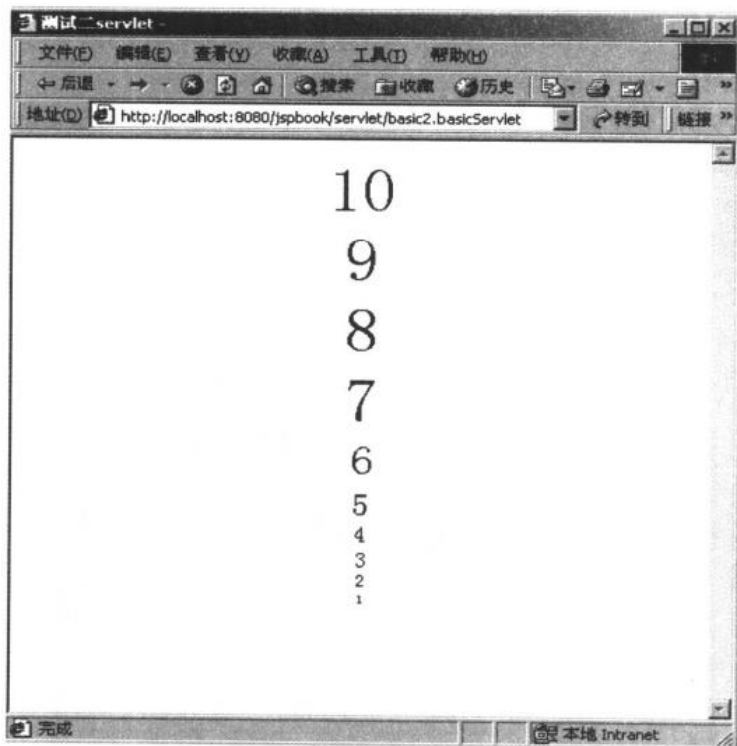 测试二servlet -
文件(F) 编辑(E) 查看(V) 收藏(A) 工具(T) 帮助(H)
后退 搜索 收藏 历史
地址(D) http://localhost:8080/jspbook/servlet/basic2.basicServlet 转到 链接
10
9
8
7
6
5
4
3
2
1
完成 本地 Intranet